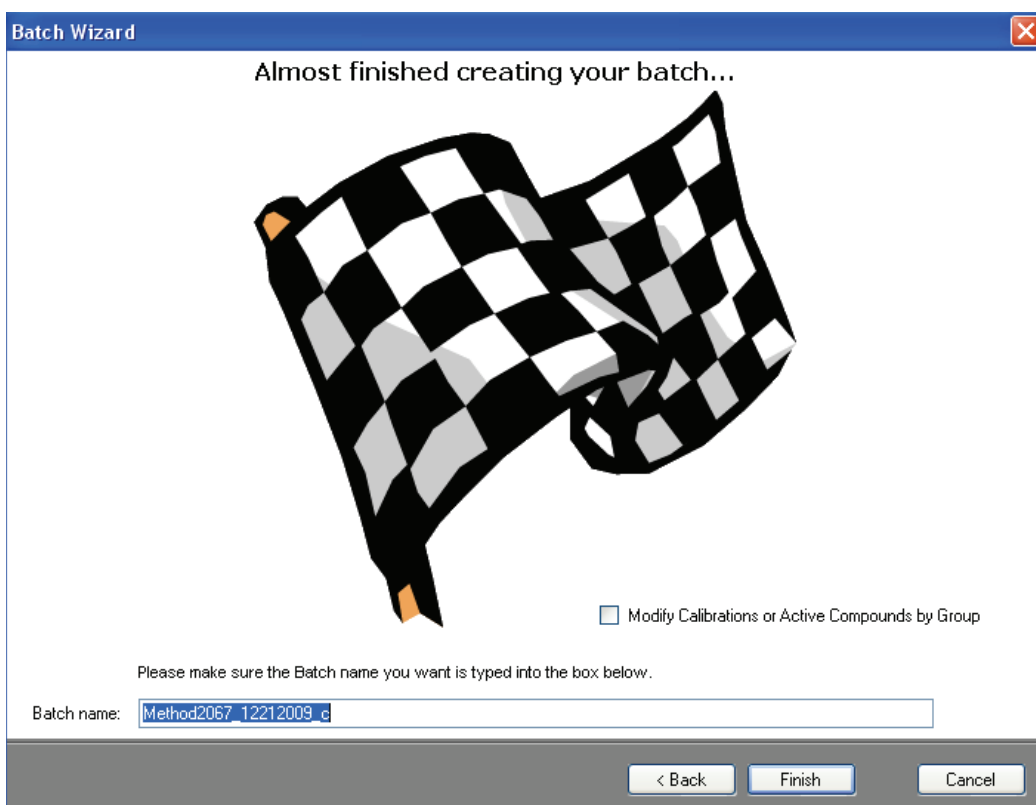 Batch Wizard
Almost finished creating your batch...
Modify Calibrations or Active Compounds by Group
Please make sure the Batch name you want is typed into the box below.
Batch name: Method2067_12212009_c
< Back Finish Cancel